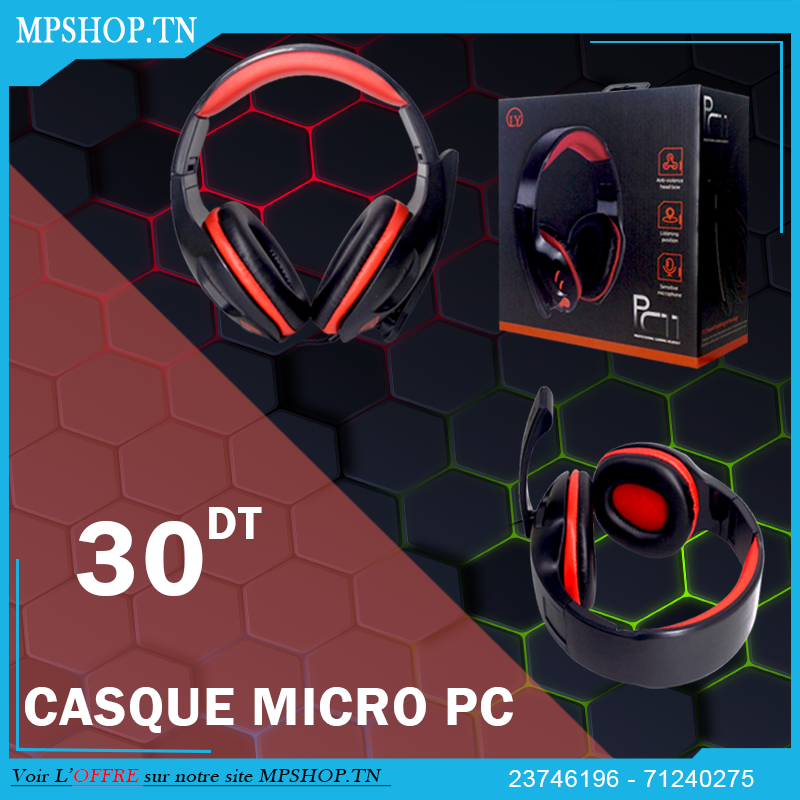 MPSHOP.TN
LY
PC11
Anti-violence
head bow
Listening
position
Sensitive
microphone
PC11
PROFESSIONAL GAMING HEADSET
30 DT
CASQUE MICRO PC
Voir L'OFFRE sur notre site MPSHOP.TN
23746196 - 71240275